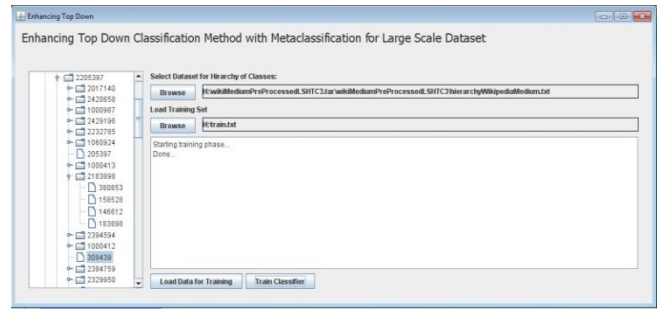 Enhancing Top Down
Enhancing Top Down Classification Method with Metaclassification for Large Scale Dataset
2205397
2017140
2420658
1000987
2429196
2232785
1060924
205397
1000413
2183898
380853
158528
146612
183898
2394594
1000412
309439
2384759
2329950
Select Dataset for Hirarchy of Classes:
Browse H:\wikiMediumPreProcessedLSHTC3.tar\wikiMediumPreProcessedLSHTC3\hierarchyWikipediaMedium.txt
Load Training Set
Browse H:\train.txt
Starting training phase...
Done...
Load Data for Training Train Classifier